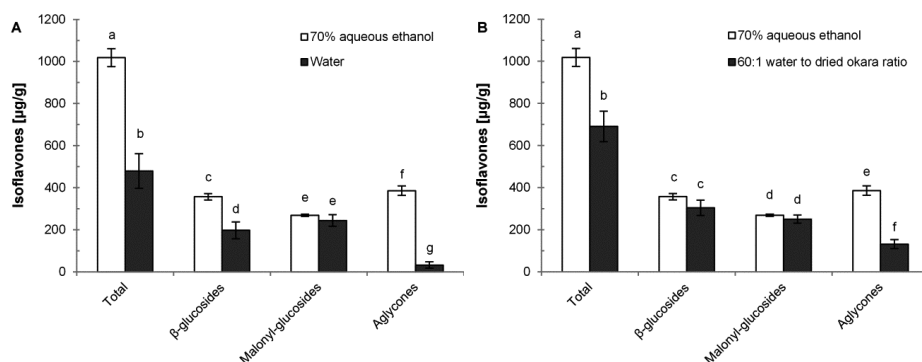 A
1200
1000
800
600
400
200
0
Isoflavones [µg/g]
a
b
c
d
e
e
f
g
70% aqueous ethanol
Water
Total
β-glucosides
Malonyl-glucosides
Aglycones
B
1200
1000
800
600
400
200
0
Isoflavones [µg/g]
a
b
c
c
d
d
e
f
70% aqueous ethanol
60:1 water to dried okara ratio
Total
β-glucosides
Malonyl-glucosides
Aglycones